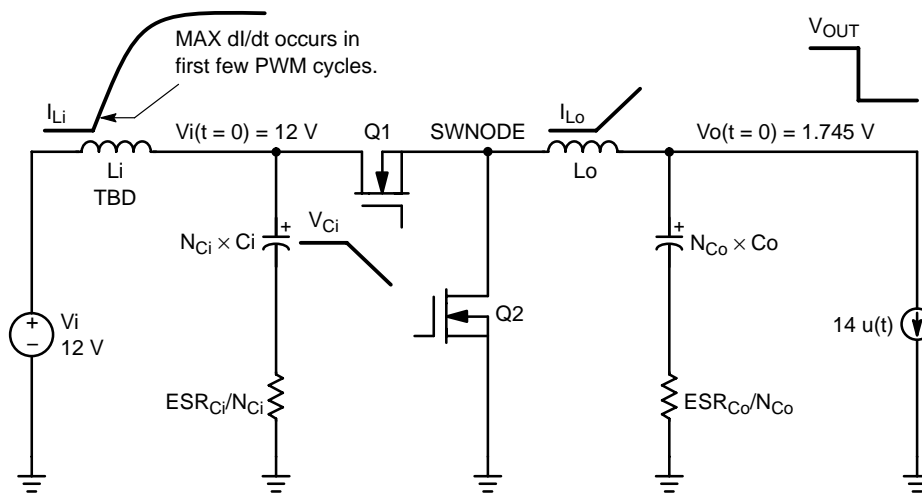 MAX dI/dt occurs in
first few PWM cycles.
V_OUT
I_Li
Vi(t = 0) = 12 V
Q1
SWNODE
I_Lo
Vo(t = 0) = 1.745 V
Li
TBD
Lo
V_Ci
N_Ci × Ci
+
N_Co × Co
+
Q2
+
−
Vi
12 V
14 u(t)
ESR_Ci/N_Ci
ESR_Co/N_Co